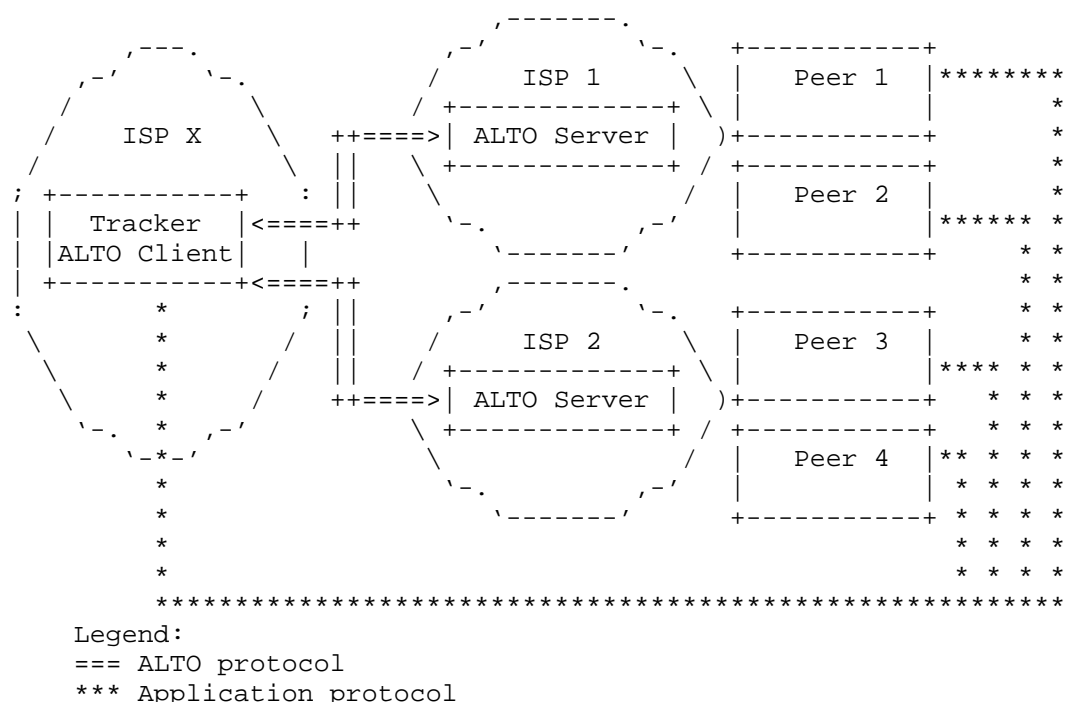 ISP 1 Peer 1
ISP X ALTO Server
Peer 2
Tracker
ALTO Client
ISP 2 Peer 3
ALTO Server
Peer 4
Legend:
=== ALTO protocol
*** Application protocol